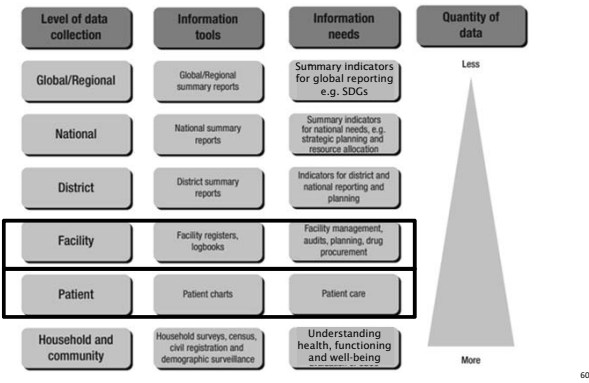 Level of data
collection
Information
tools
Information
needs
Quantity of
data
Global/Regional
Global/Regional
summary reports
Summary indicators
for global reporting
e.g. SDGs
Less
National
National summary
reports
Summary indicators
for national needs, e.g.
strategic planning and
resource allocation
District
District summary
reports
Indicators for district and
national reporting and
planning
Facility
Facility registers,
logbooks
Facility management,
audits, planning, drug
procurement
Patient
Patient charts
Patient care
Household and
community
Household surveys, census,
civil registration and
demographic surveillance
Understanding
health, functioning
and well-being
More
60